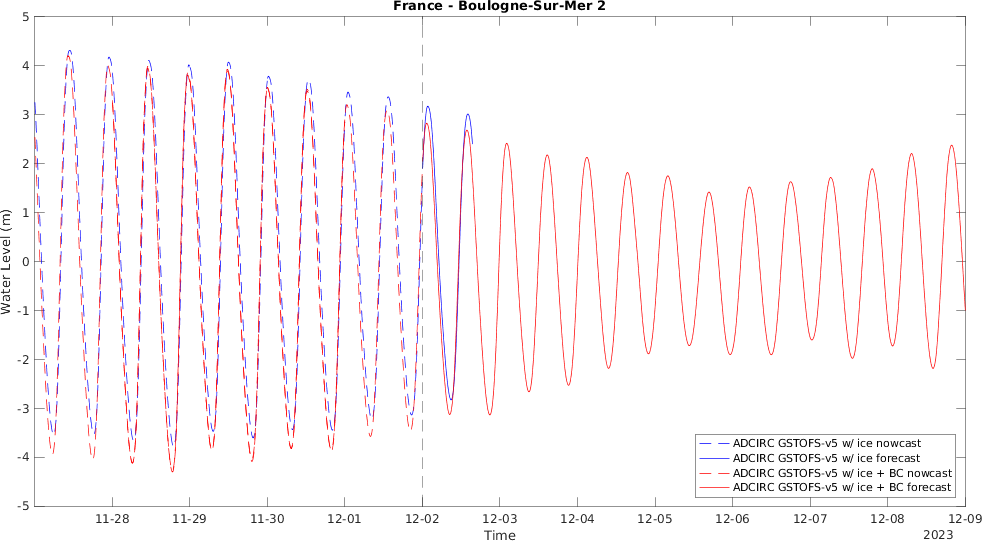 France - Boulogne-Sur-Mer 2
5
4
3
2
1
0
-1
-2
-3
-4
-5
Water Level (m)
ADCIRC GSTOFS-v5 w/ ice nowcast
ADCIRC GSTOFS-v5 w/ ice forecast
ADCIRC GSTOFS-v5 w/ ice + BC nowcast
ADCIRC GSTOFS-v5 w/ ice + BC forecast
11-28 11-29 11-30 12-01 12-02 12-03 12-04 12-05 12-06 12-07 12-08 12-09
Time
2023